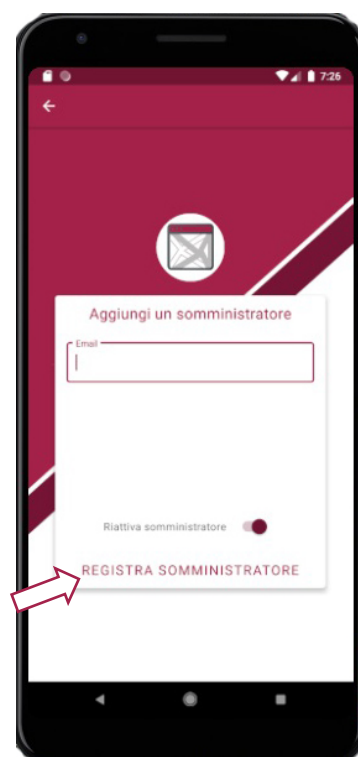 7:26
Aggiungi un somministratore
Email
Riattiva somministratore
REGISTRA SOMMINISTRATORE